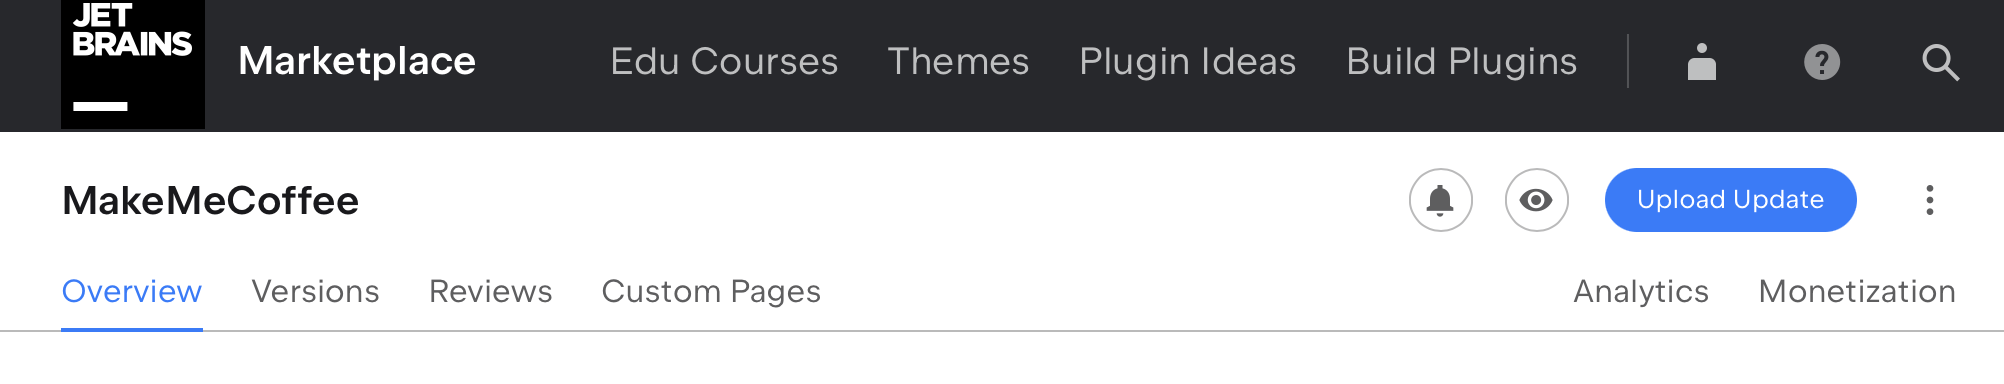 JET
BRAINS
Marketplace Edu Courses Themes Plugin Ideas Build Plugins ?
MakeMeCoffee Upload Update
Overview Versions Reviews Custom Pages Analytics Monetization